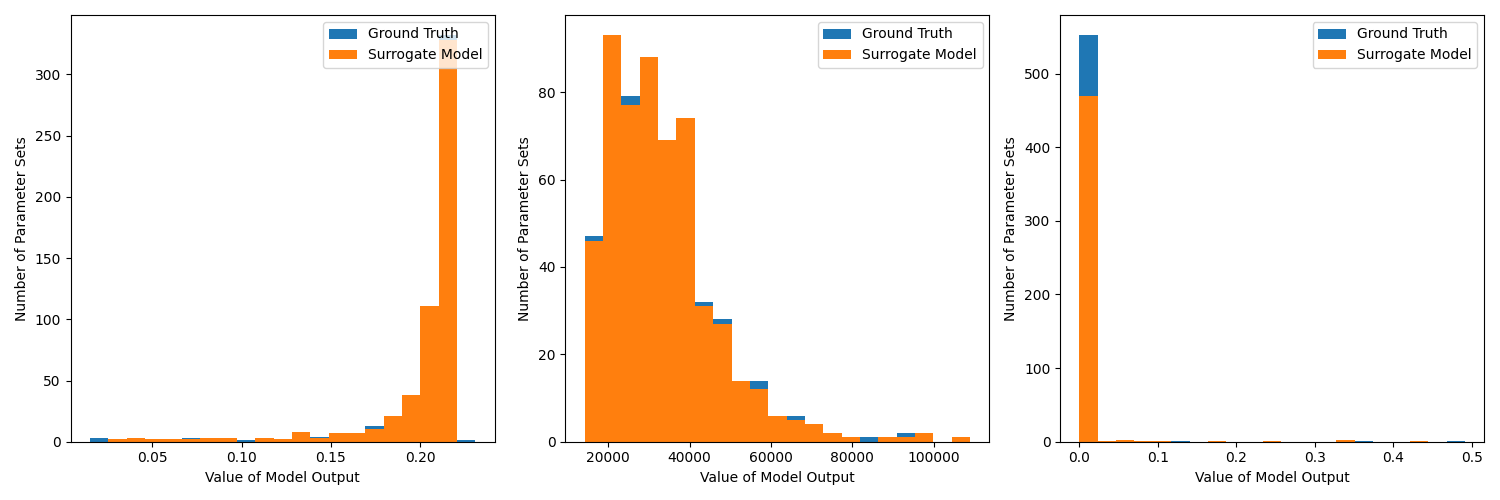 Ground Truth
Surrogate Model
Number of Parameter Sets
300
250
200
150
100
50
0
0.05
0.10
0.15
0.20
Value of Model Output
Ground Truth
Surrogate Model
Number of Parameter Sets
80
60
40
20
0
20000
40000
60000
80000
100000
Value of Model Output
Ground Truth
Surrogate Model
Number of Parameter Sets
500
400
300
200
100
0
0.0
0.1
0.2
0.3
0.4
0.5
Value of Model Output